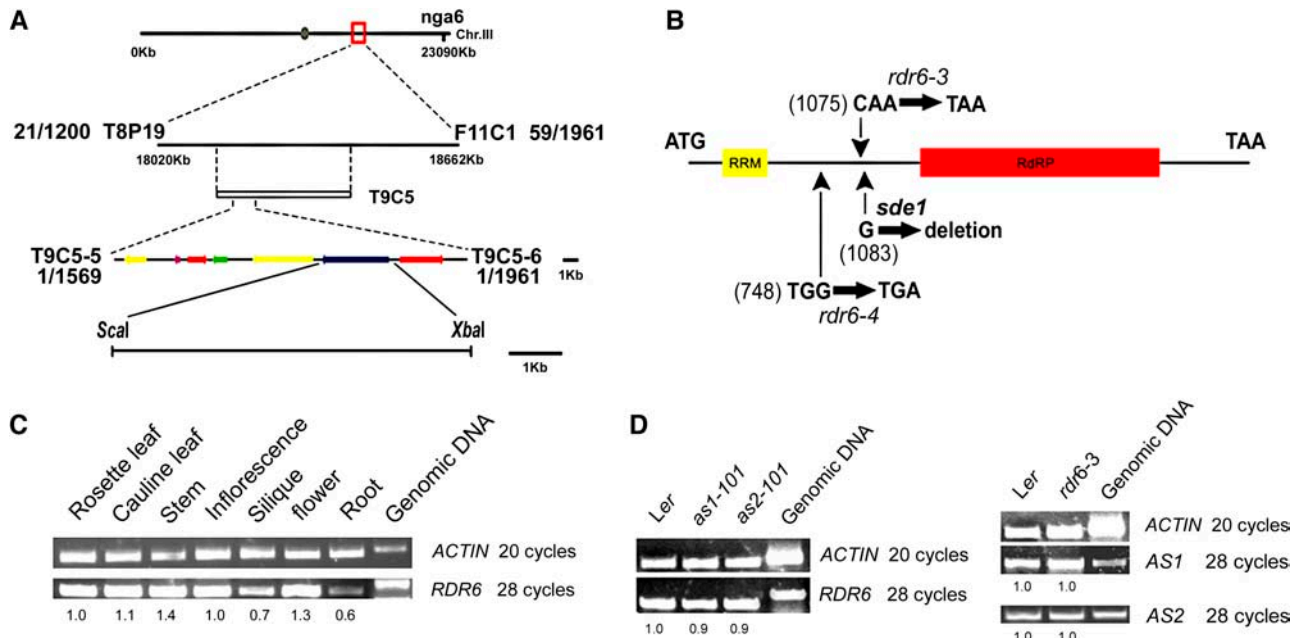 A
nga6
Chr.III
0Kb
23090Kb
21/1200 T8P19
F11C1 59/1961
18020Kb
18662Kb
T9C5
T9C5-5
1/1569
T9C5-6
1/1961
1Kb
ScaI
XbaI
1Kb
B
rdr6-3
(1075) CAA TAA
ATG
TAA
RRM
RdRP
sde1
G deletion
(1083)
(748) TGG TGA
rdr6-4
C
Rosette leaf
Cauline leaf
Stem
Inflorescence
Silique
flower
Root
Genomic DNA
ACTIN 20 cycles
RDR6 28 cycles
1.0 1.1 1.4 1.0 0.7 1.3 0.6
D
Ler
as1-101
as2-101
Genomic DNA
ACTIN 20 cycles
RDR6 28 cycles
1.0 0.9 0.9
Ler
rdr6-3
Genomic DNA
ACTIN 20 cycles
AS1 28 cycles
1.0 1.0
AS2 28 cycles
1.0 1.0